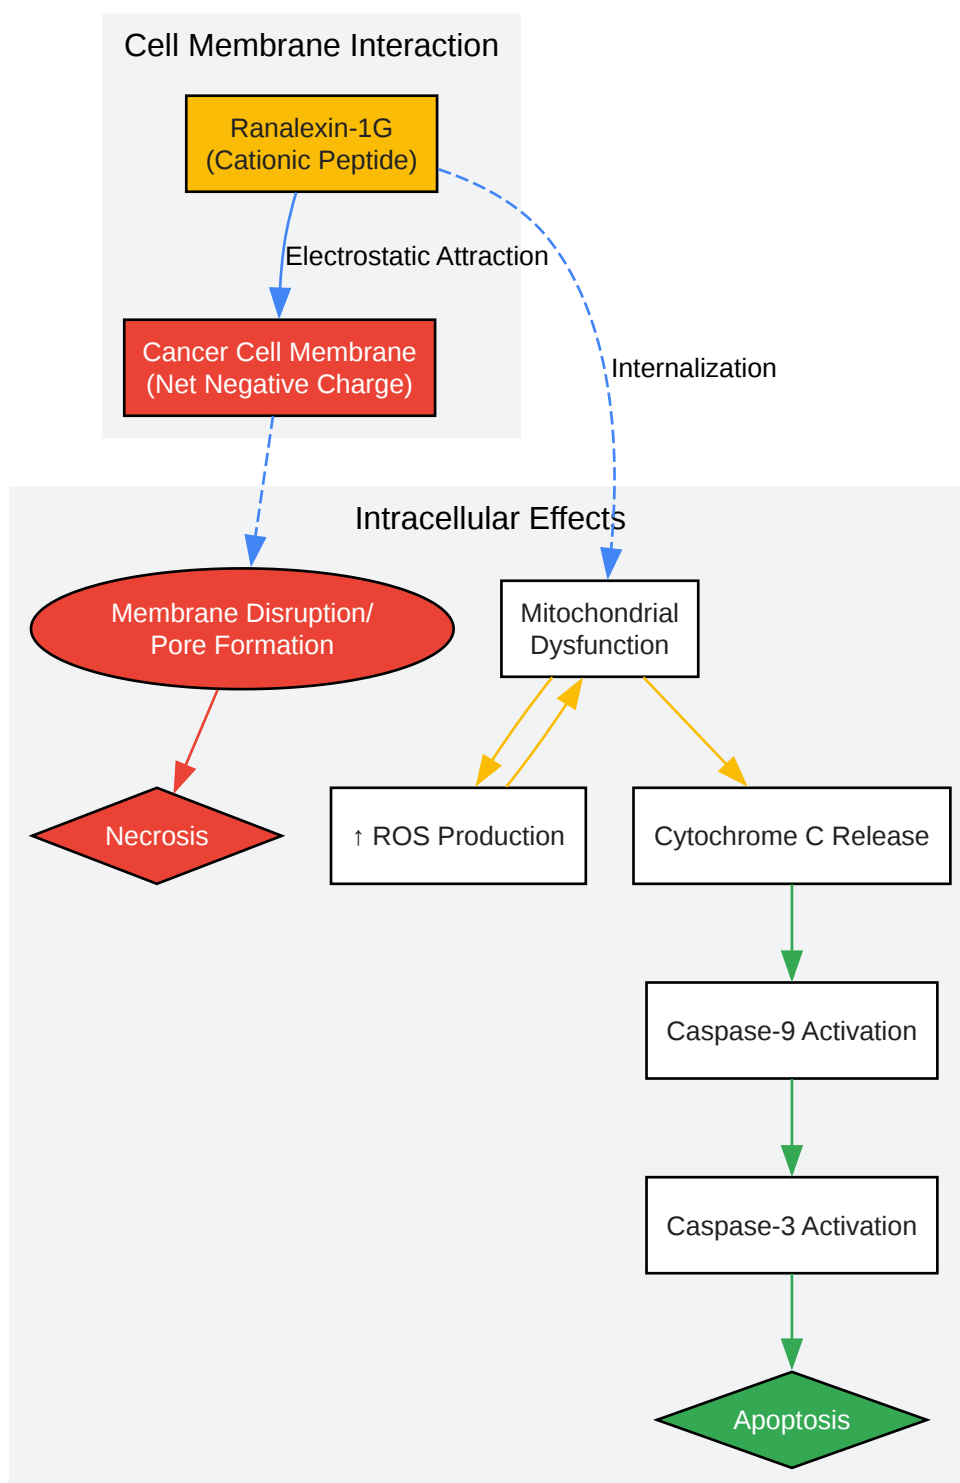 Cell Membrane Interaction
Ranalexin-1G
(Cationic Peptide)
Electrostatic Attraction
Cancer Cell Membrane
(Net Negative Charge)
Internalization
Intracellular Effects
Membrane Disruption/
Pore Formation
Mitochondrial
Dysfunction
Necrosis
↑ ROS Production
Cytochrome C Release
Caspase-9 Activation
Caspase-3 Activation
Apoptosis